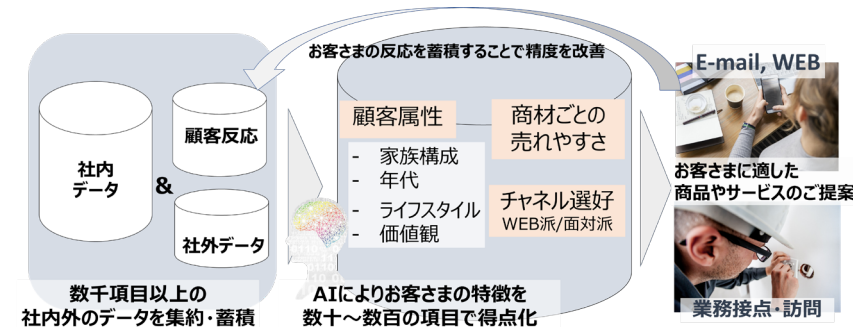 お客さまの反応を蓄積することで精度を改善
社内
データ
&
顧客反応
社外データ
数千項目以上の
社内外のデータを集約・蓄積
顧客属性
- 家族構成
- 年代
- ライフスタイル
- 価値観
商材ごとの
売れやすさ
チャネル選好
WEB派/面対派
AIによりお客さまの特徴を
数十～数百の項目で得点化
E-mail, WEB
お客さまに適した
商品やサービスのご提案
業務接点・訪問